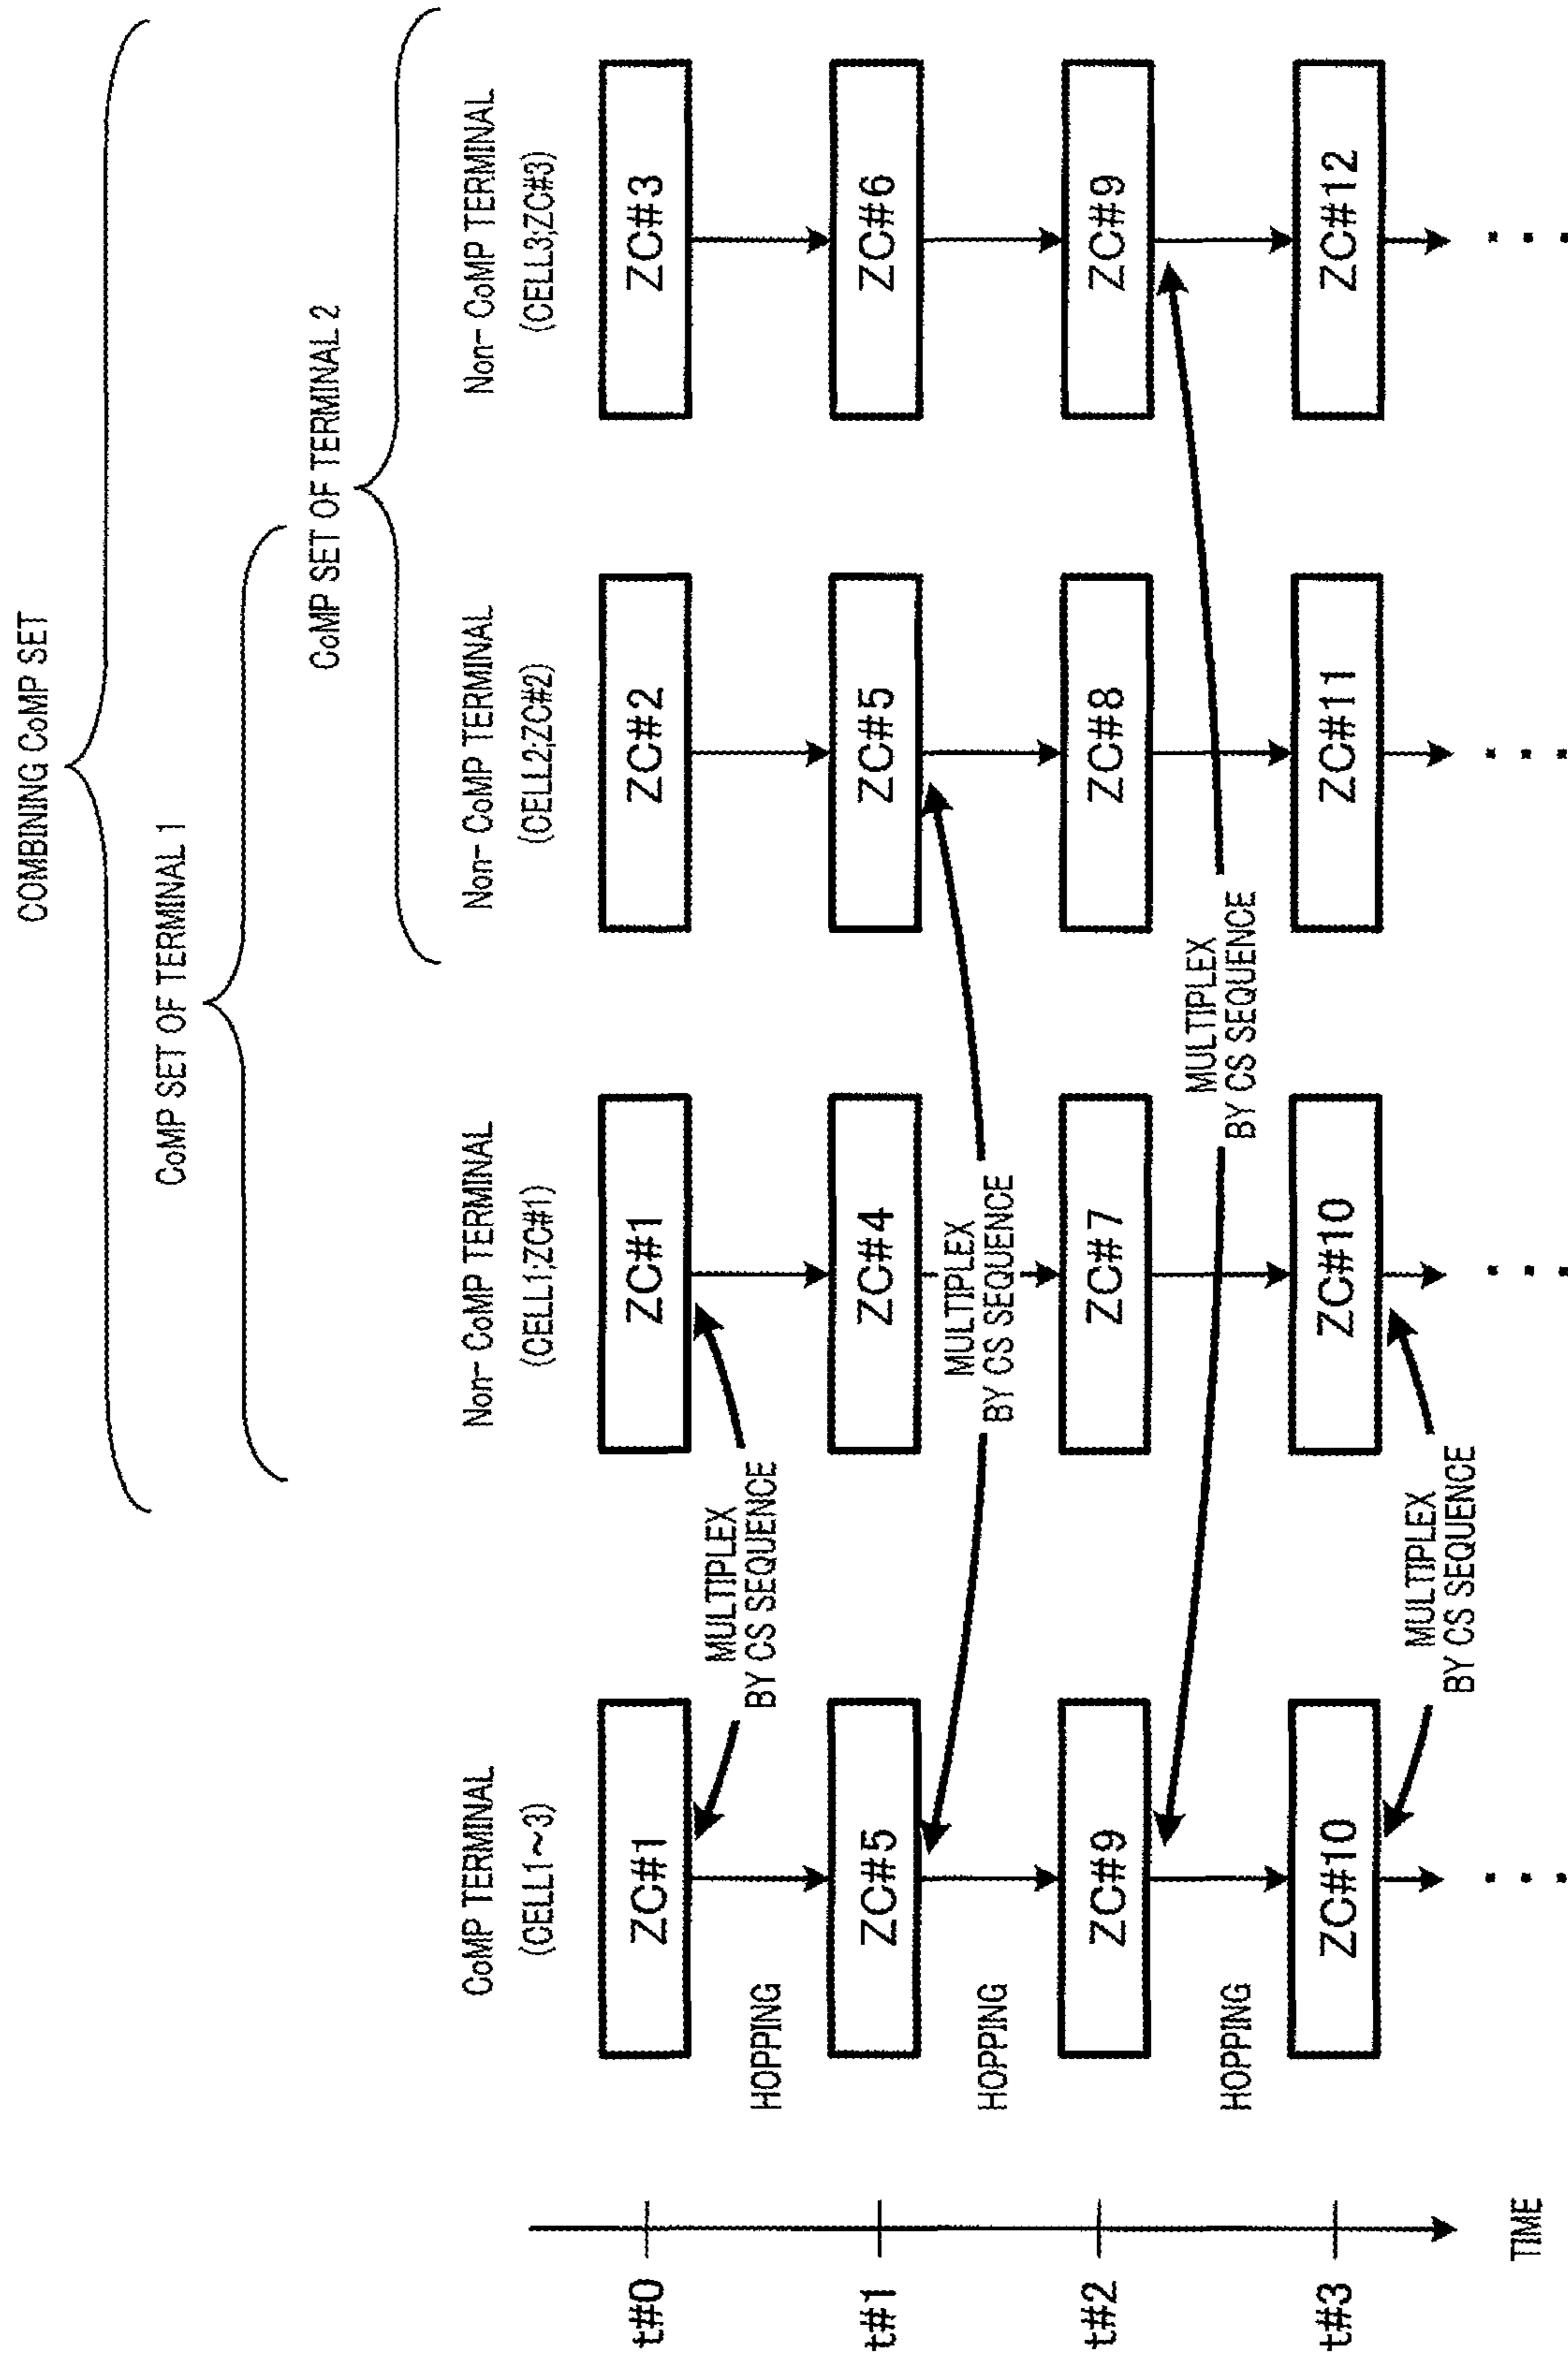 COMBINING CoMP SET
CoMP SET OF TERMINAL 1
CoMP SET OF TERMINAL 2
CoMP TERMINAL
(CELL1~3)
Non- CoMP TERMINAL
(CELL1;ZC#1)
Non- CoMP TERMINAL
(CELL2;ZC#2)
Non- CoMP TERMINAL
(CELL3;ZC#3)
t#0
ZC#1
ZC#1
ZC#2
ZC#3
HOPPING
MULTIPLEX
BY CS SEQUENCE
t#1
ZC#5
ZC#4
ZC#5
ZC#6
HOPPING
MULTIPLEX
BY CS SEQUENCE
t#2
ZC#9
ZC#7
ZC#8
ZC#9
HOPPING
MULTIPLEX
BY CS SEQUENCE
t#3
ZC#10
ZC#10
ZC#11
ZC#12
MULTIPLEX
BY CS SEQUENCE
TIME